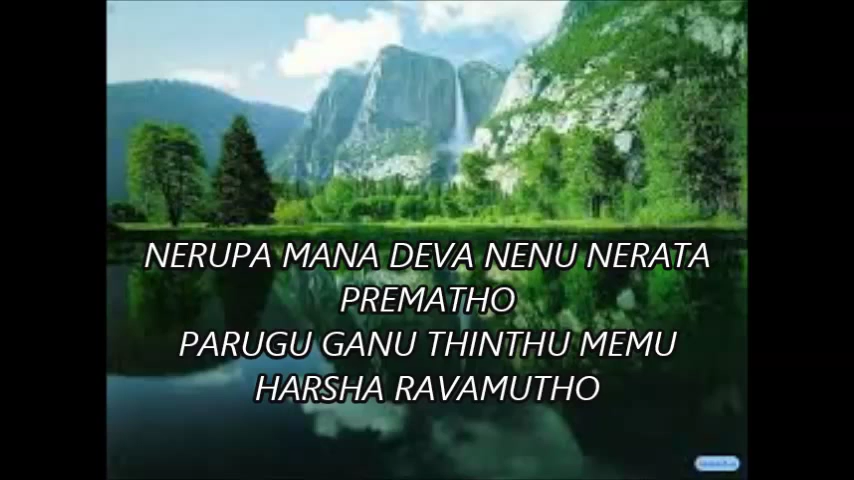 NERUPA MANA DEVA NENU NERATA
PREMATHO
PARUGU GANU THINTHU MEMU
HARSHA RAVAMUTHO